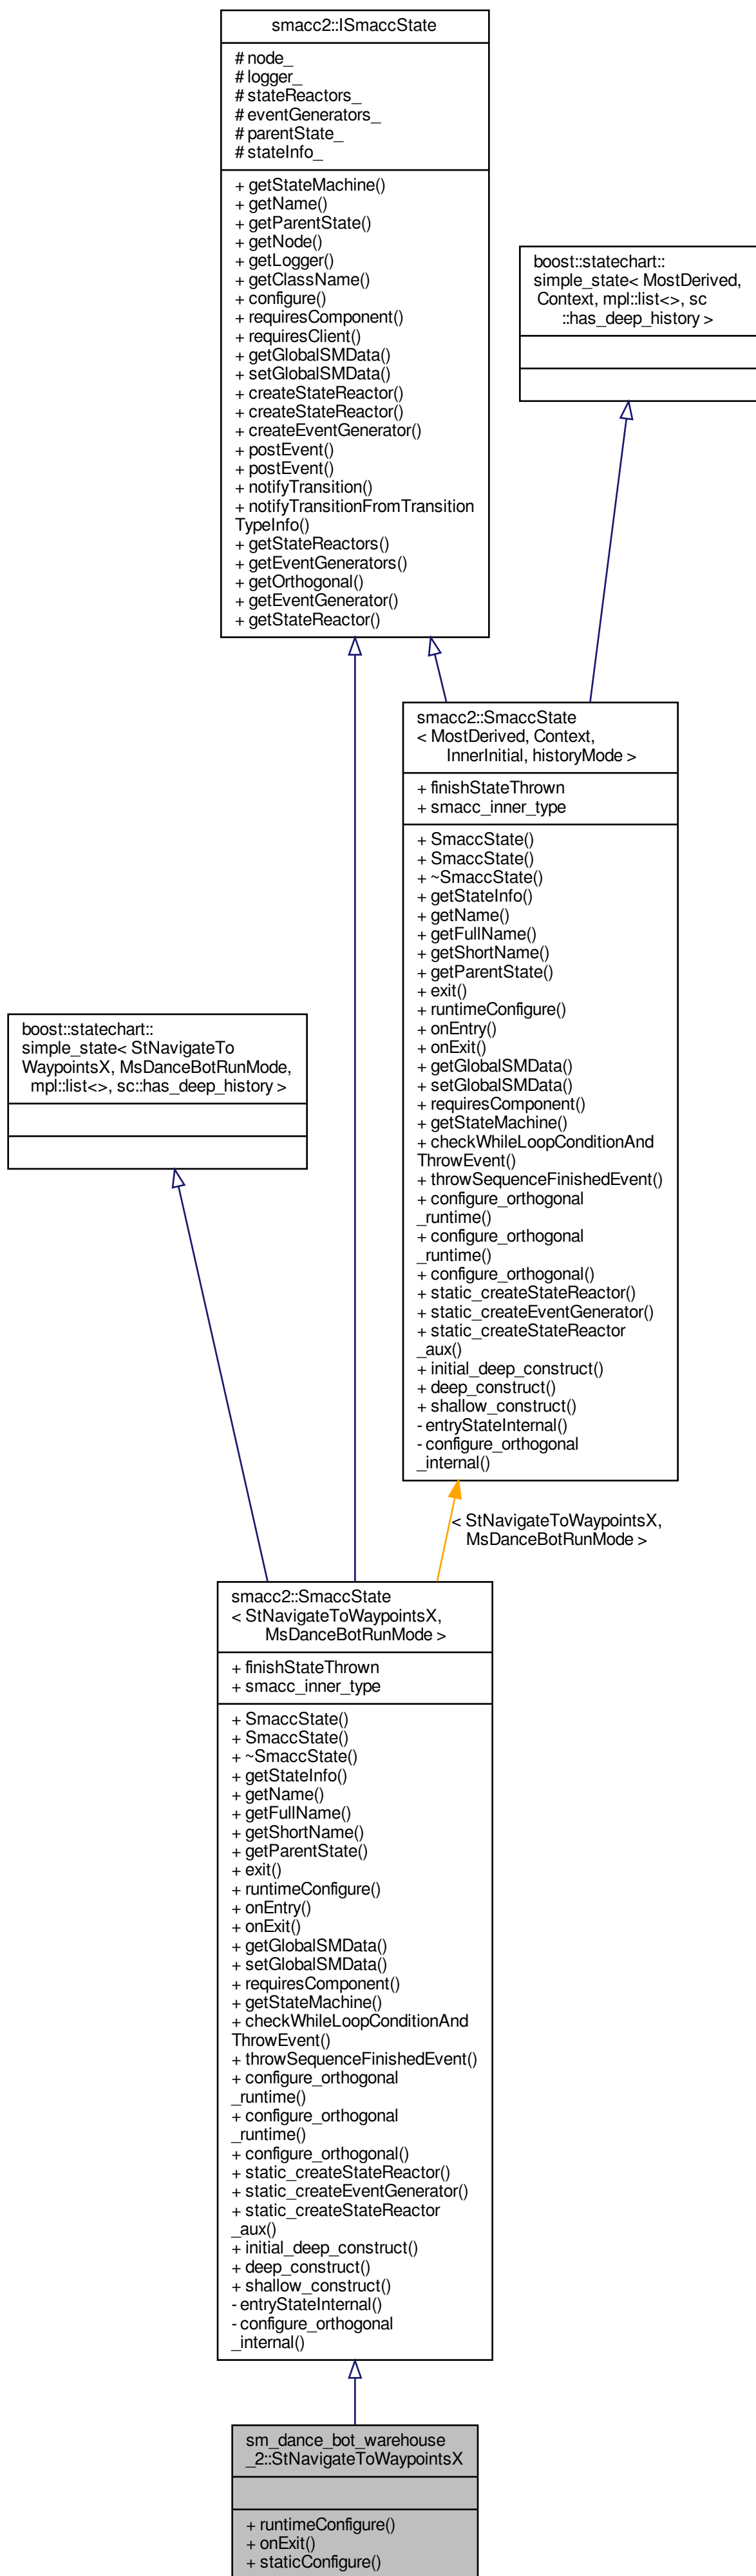 smacc2::ISmaccState
# node_
# logger_
# stateReactors_
# eventGenerators_
# parentState_
# stateInfo_
+ getStateMachine()
+ getName()
+ getParentState()
+ getNode()
+ getLogger()
+ getClassName()
+ configure()
+ requiresComponent()
+ requiresClient()
+ getGlobalSMData()
+ setGlobalSMData()
+ createStateReactor()
+ createStateReactor()
+ createEventGenerator()
+ postEvent()
+ postEvent()
+ notifyTransition()
+ notifyTransitionFromTransition
TypeInfo()
+ getStateReactors()
+ getEventGenerators()
+ getOrthogonal()
+ getEventGenerator()
+ getStateReactor()
boost::statechart::
simple_state< MostDerived,
Context, mpl::list<>, sc
::has_deep_history >
smacc2::SmaccState
< MostDerived, Context,
InnerInitial, historyMode >
+ finishStateThrown
+ smacc_inner_type
+ SmaccState()
+ SmaccState()
+ ~SmaccState()
+ getStateInfo()
+ getName()
+ getFullName()
+ getShortName()
+ getParentState()
+ exit()
+ runtimeConfigure()
+ onEntry()
+ onExit()
+ getGlobalSMData()
+ setGlobalSMData()
+ requiresComponent()
+ getStateMachine()
+ checkWhileLoopConditionAnd
ThrowEvent()
+ throwSequenceFinishedEvent()
+ configure_orthogonal
_runtime()
+ configure_orthogonal
_runtime()
+ configure_orthogonal()
+ static_createStateReactor()
+ static_createEventGenerator()
+ static_createStateReactor
_aux()
+ initial_deep_construct()
+ deep_construct()
+ shallow_construct()
- entryStateInternal()
- configure_orthogonal
_internal()
boost::statechart::
simple_state< StNavigateTo
WaypointsX, MsDanceBotRunMode,
mpl::list<>, sc::has_deep_history >
< StNavigateToWaypointsX,
MsDanceBotRunMode >
smacc2::SmaccState
< StNavigateToWaypointsX,
MsDanceBotRunMode >
+ finishStateThrown
+ smacc_inner_type
+ SmaccState()
+ SmaccState()
+ ~SmaccState()
+ getStateInfo()
+ getName()
+ getFullName()
+ getShortName()
+ getParentState()
+ exit()
+ runtimeConfigure()
+ onEntry()
+ onExit()
+ getGlobalSMData()
+ setGlobalSMData()
+ requiresComponent()
+ getStateMachine()
+ checkWhileLoopConditionAnd
ThrowEvent()
+ throwSequenceFinishedEvent()
+ configure_orthogonal
_runtime()
+ configure_orthogonal
_runtime()
+ configure_orthogonal()
+ static_createStateReactor()
+ static_createEventGenerator()
+ static_createStateReactor
_aux()
+ initial_deep_construct()
+ deep_construct()
+ shallow_construct()
- entryStateInternal()
- configure_orthogonal
_internal()
sm_dance_bot_warehouse
_2::StNavigateToWaypointsX
+ runtimeConfigure()
+ onExit()
+ staticConfigure()